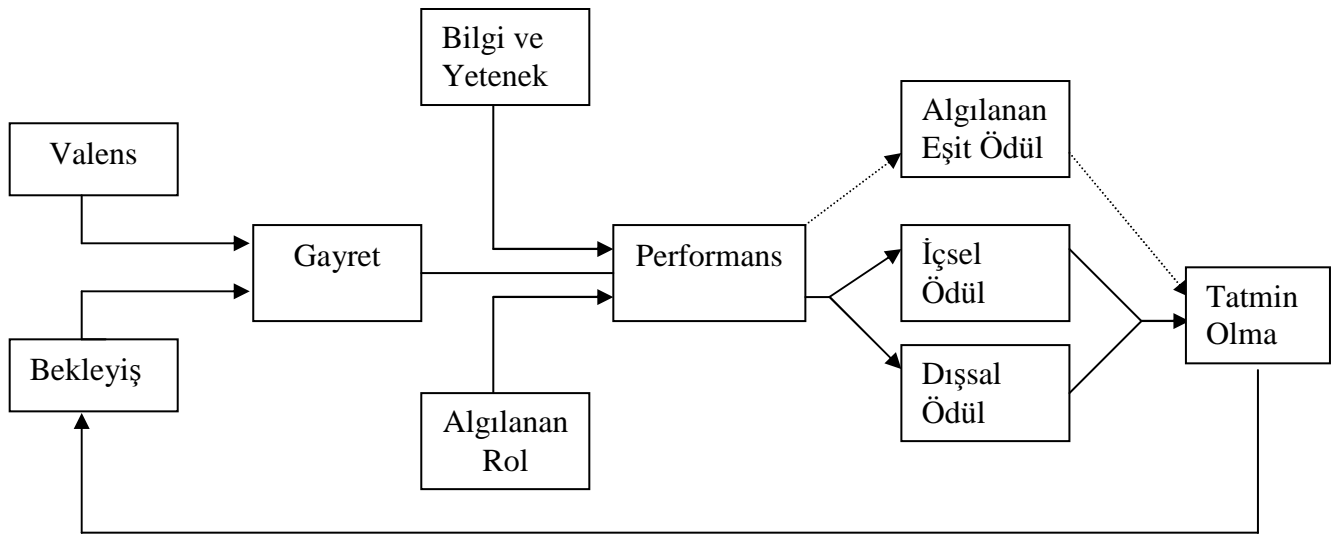 Bilgi ve
Yetenek
Algılanan
Eşit Ödül
Valens
Gayret
Performans
İçsel
Ödül
Tatmin
Olma
Bekleyiş
Dışsal
Ödül
Algılanan
Rol